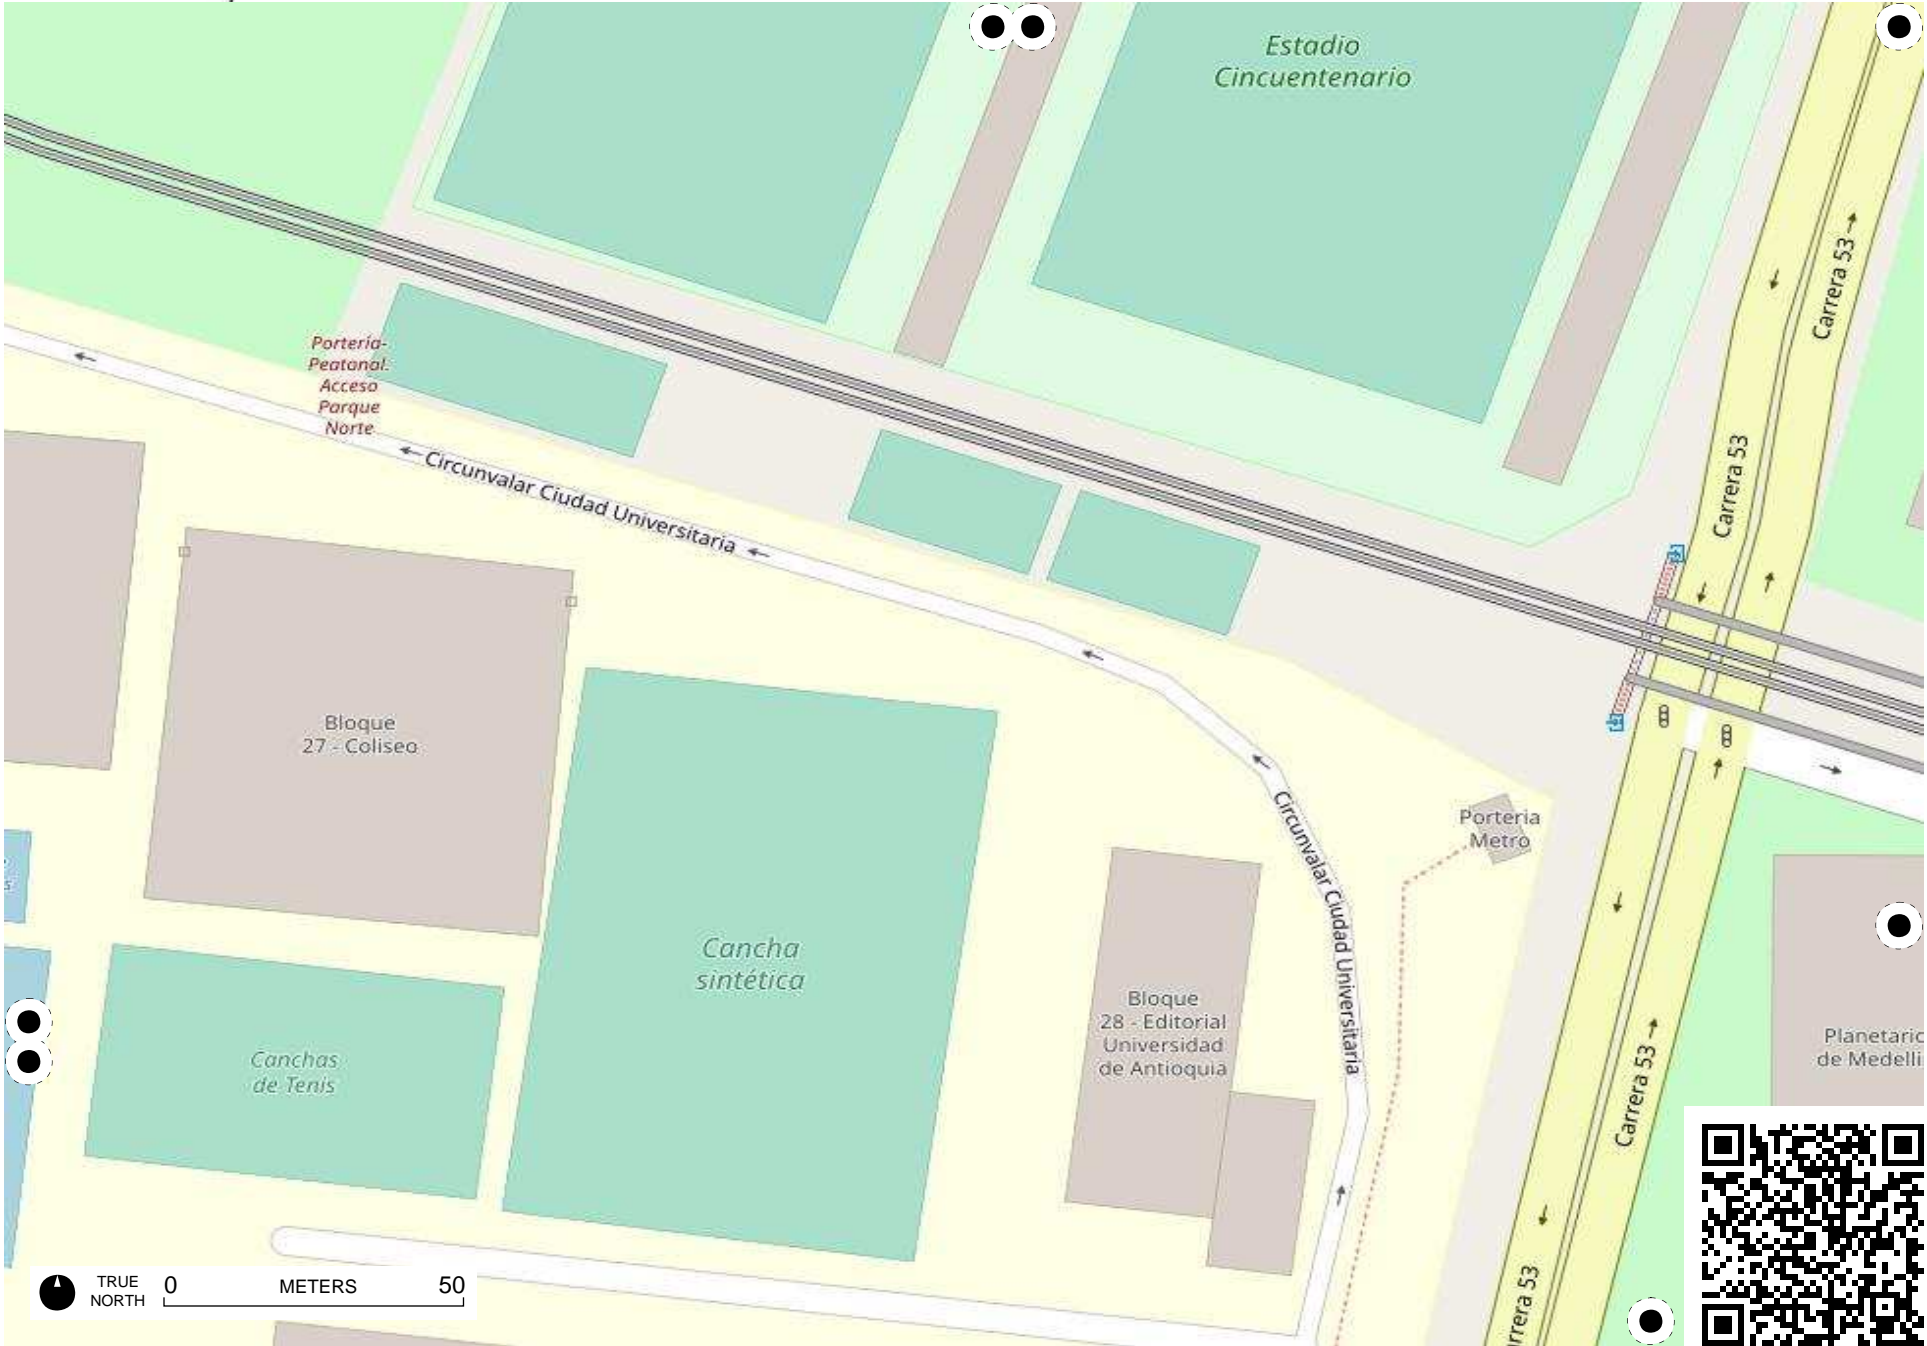 Estadio
Cincuentenario
Carrera 53
Portería-
Peatonal.
Acceso
Parque
Norte
Circunvalar Ciudad Universitaria
Carrera 53
Bloque
27 - Coliseo
Porteria
Metro
Circunvalar Ciudad Universitaria
Cancha
sintética
Bloque
28 - Editorial
Universidad
de Antioquia
Planetario
de Medellí
Canchas
de Tenis
Carrera 53
rrera 53
TRUE
NORTH
0 METERS 50